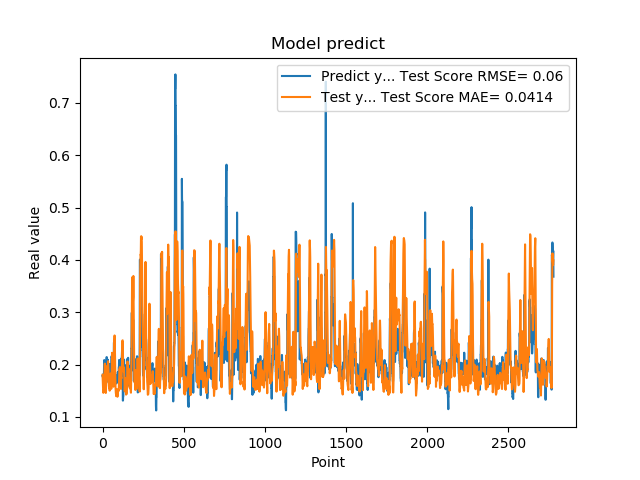 Model predict
Predict y... Test Score RMSE= 0.06
Test y... Test Score MAE= 0.0414
Real value
0.7
0.6
0.5
0.4
0.3
0.2
0.1
0 500 1000 1500 2000 2500
Point